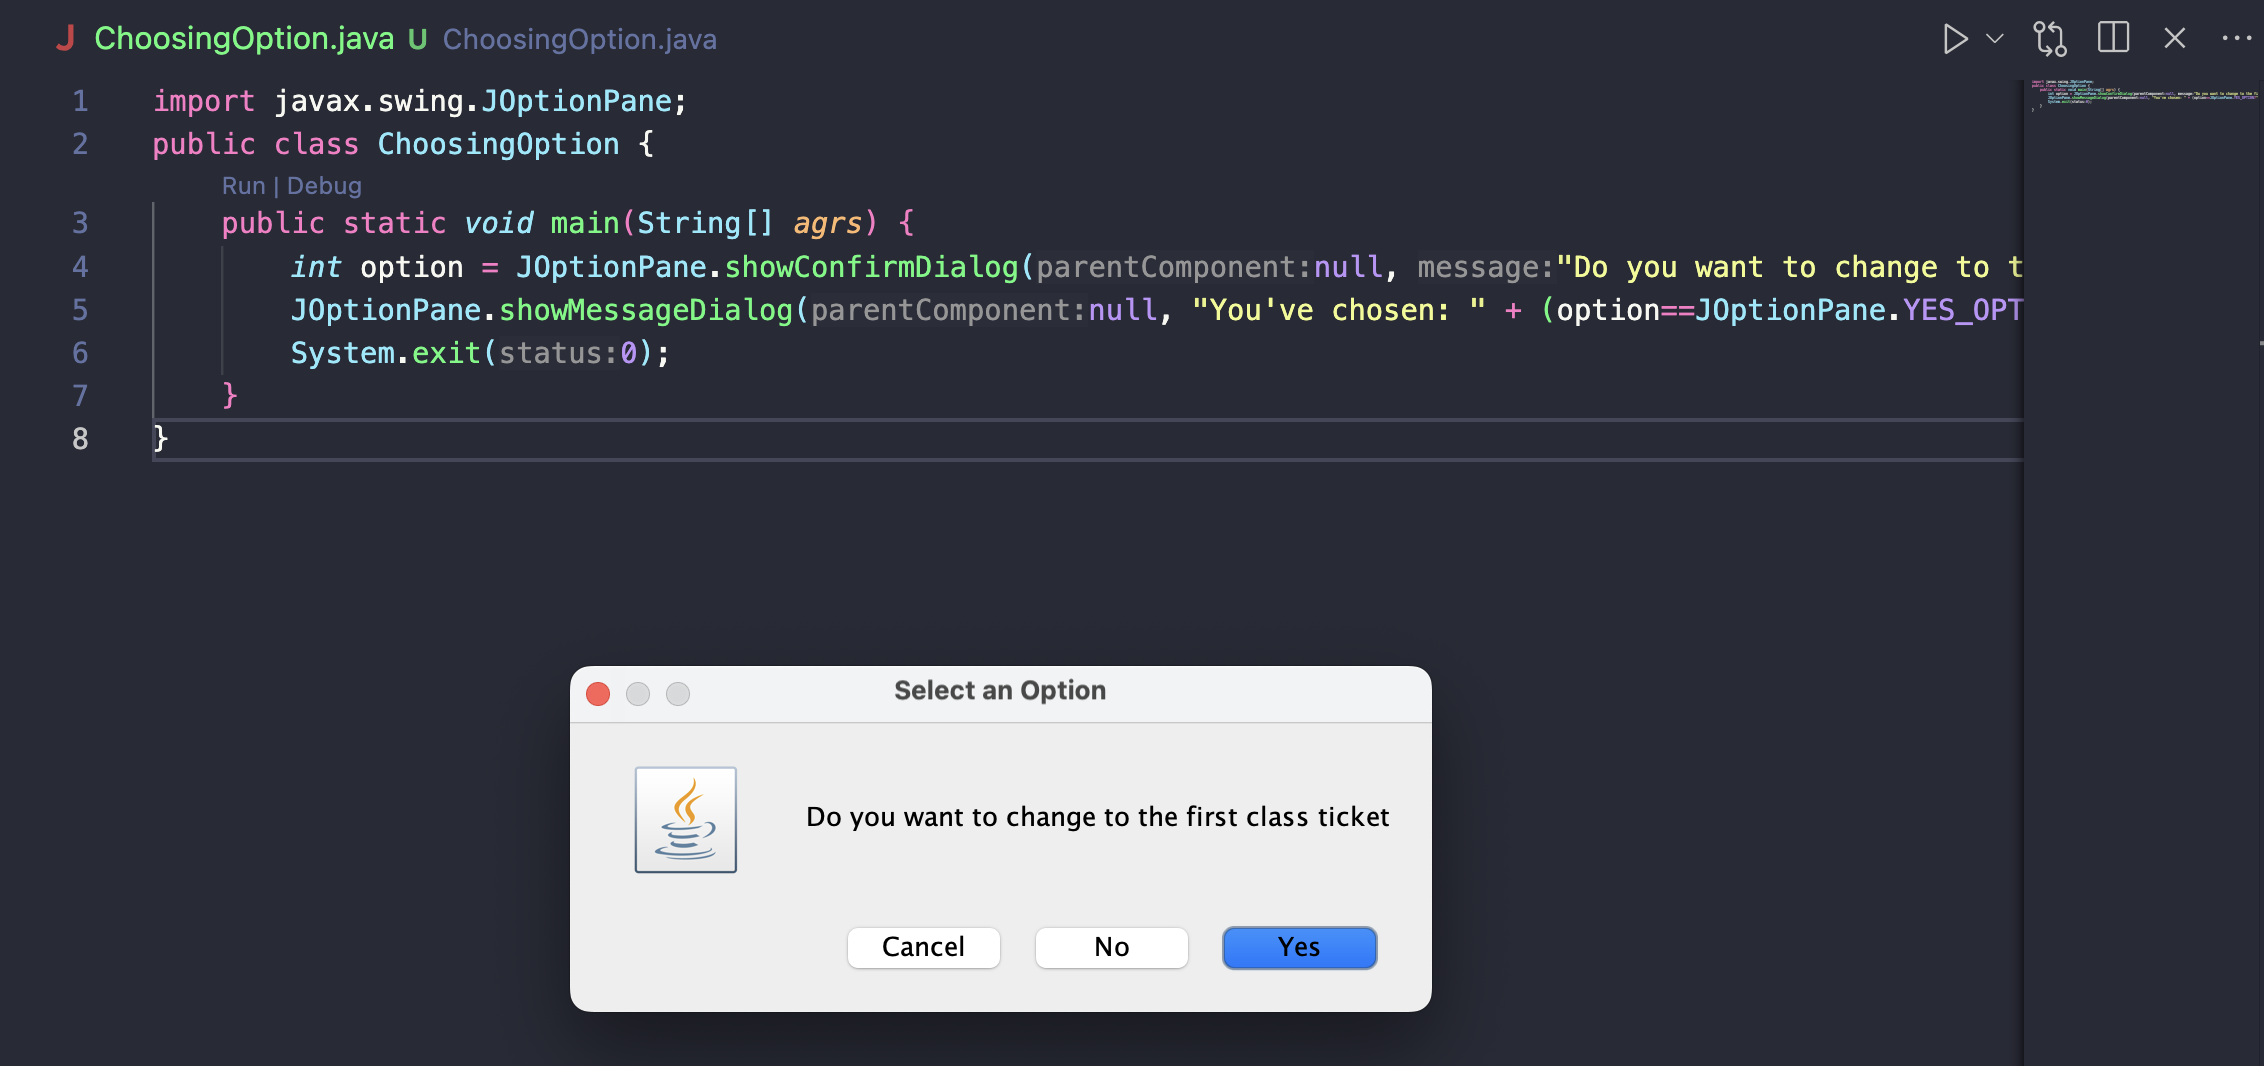 ChoosingOption.java U ChoosingOption.java
1 import javax.swing.JOptionPane;
2 public class ChoosingOption {
Run | Debug
3 public static void main(String[] agrs) {
4 int option = JOptionPane.showConfirmDialog(parentComponent:null, message:"Do you want to change to t
5 JOptionPane.showMessageDialog(parentComponent:null, "You've chosen: " + (option==JOptionPane.YES_OPT
6 System.exit(status:0);
7 }
8 }
Select an Option
Do you want to change to the first class ticket
Cancel No Yes